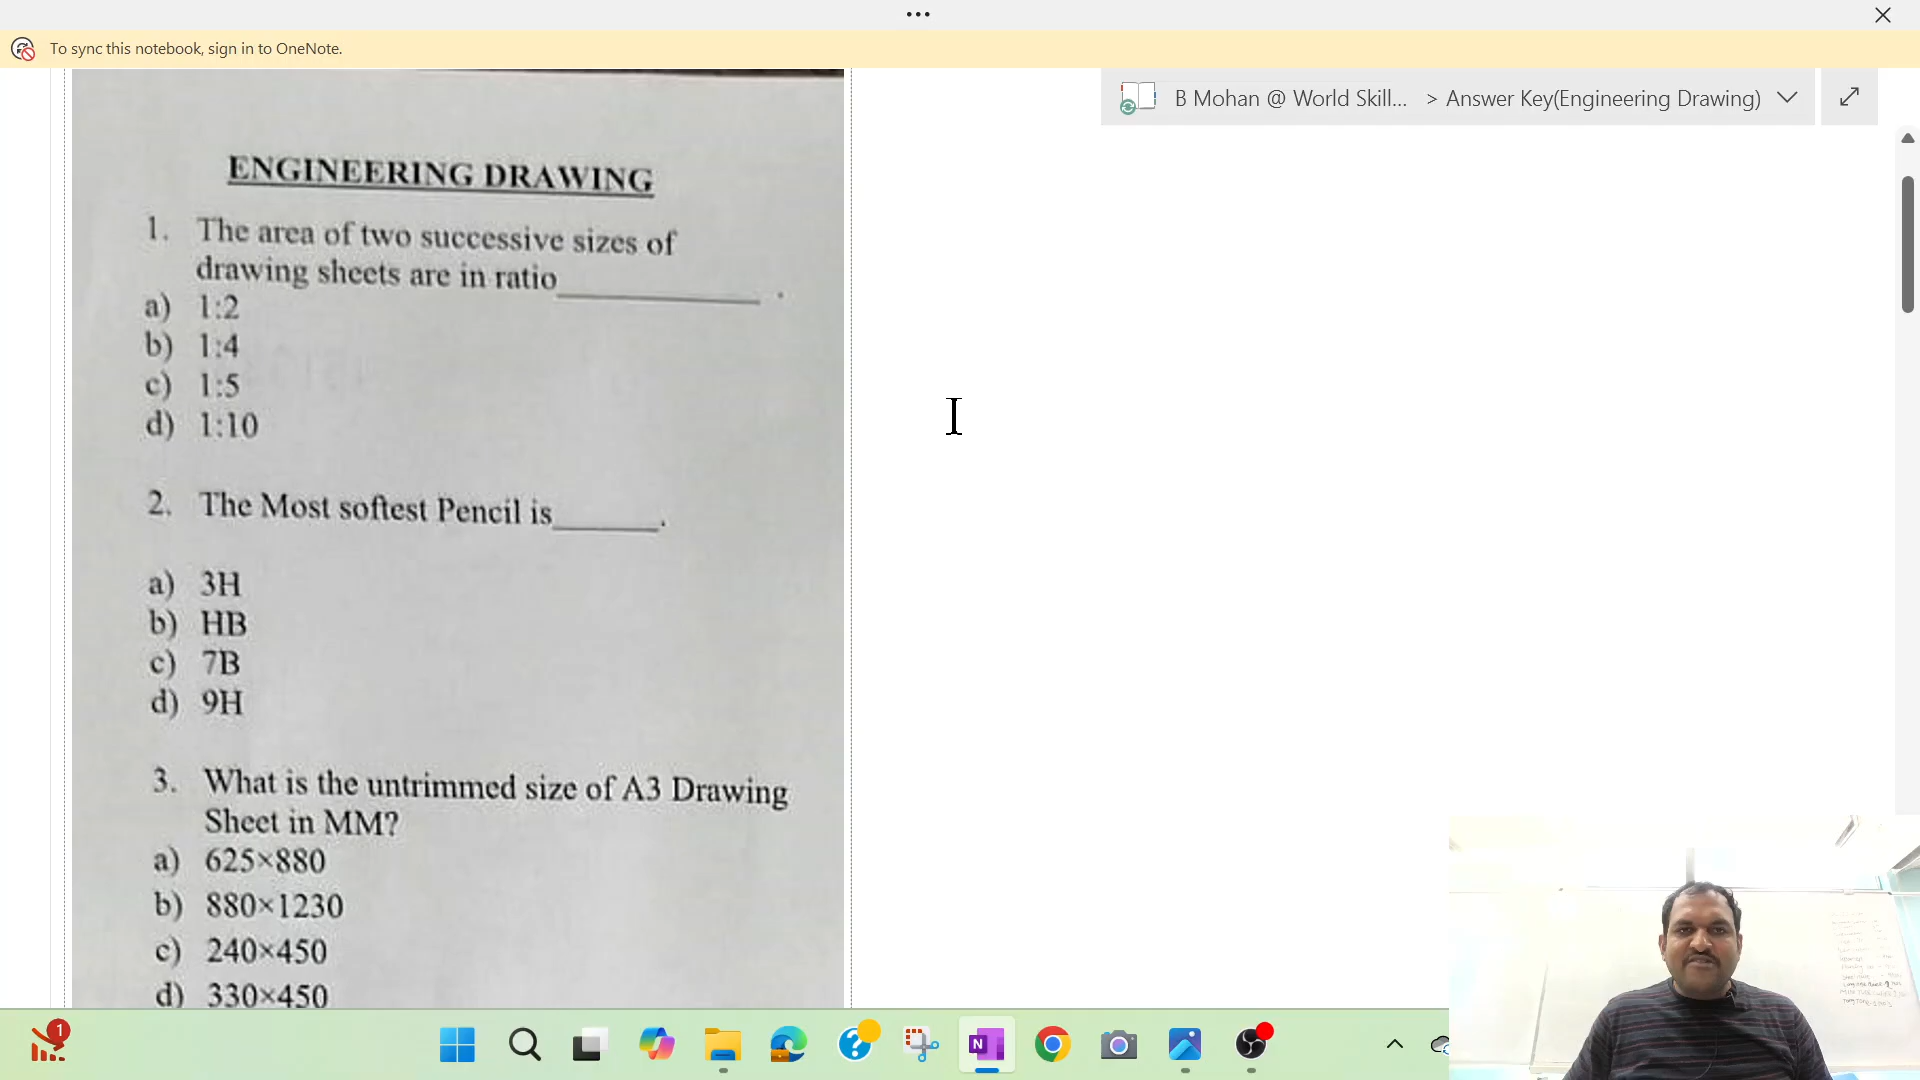 To sync this notebook, sign in to OneNote.
B Mohan @ World Skill... > Answer Key(Engineering Drawing)
ENGINEERING DRAWING
1. The area of two successive sizes of
drawing sheets are in ratio____________ .
a) 1:2
b) 1:4
c) 1:5
d) 1:10
2. The Most softest Pencil is______.
a) 3H
b) HB
c) 7B
d) 9H
3. What is the untrimmed size of A3 Drawing
Sheet in MM?
a) 625×880
b) 880×1230
c) 240×450
d) 330×450
1
N